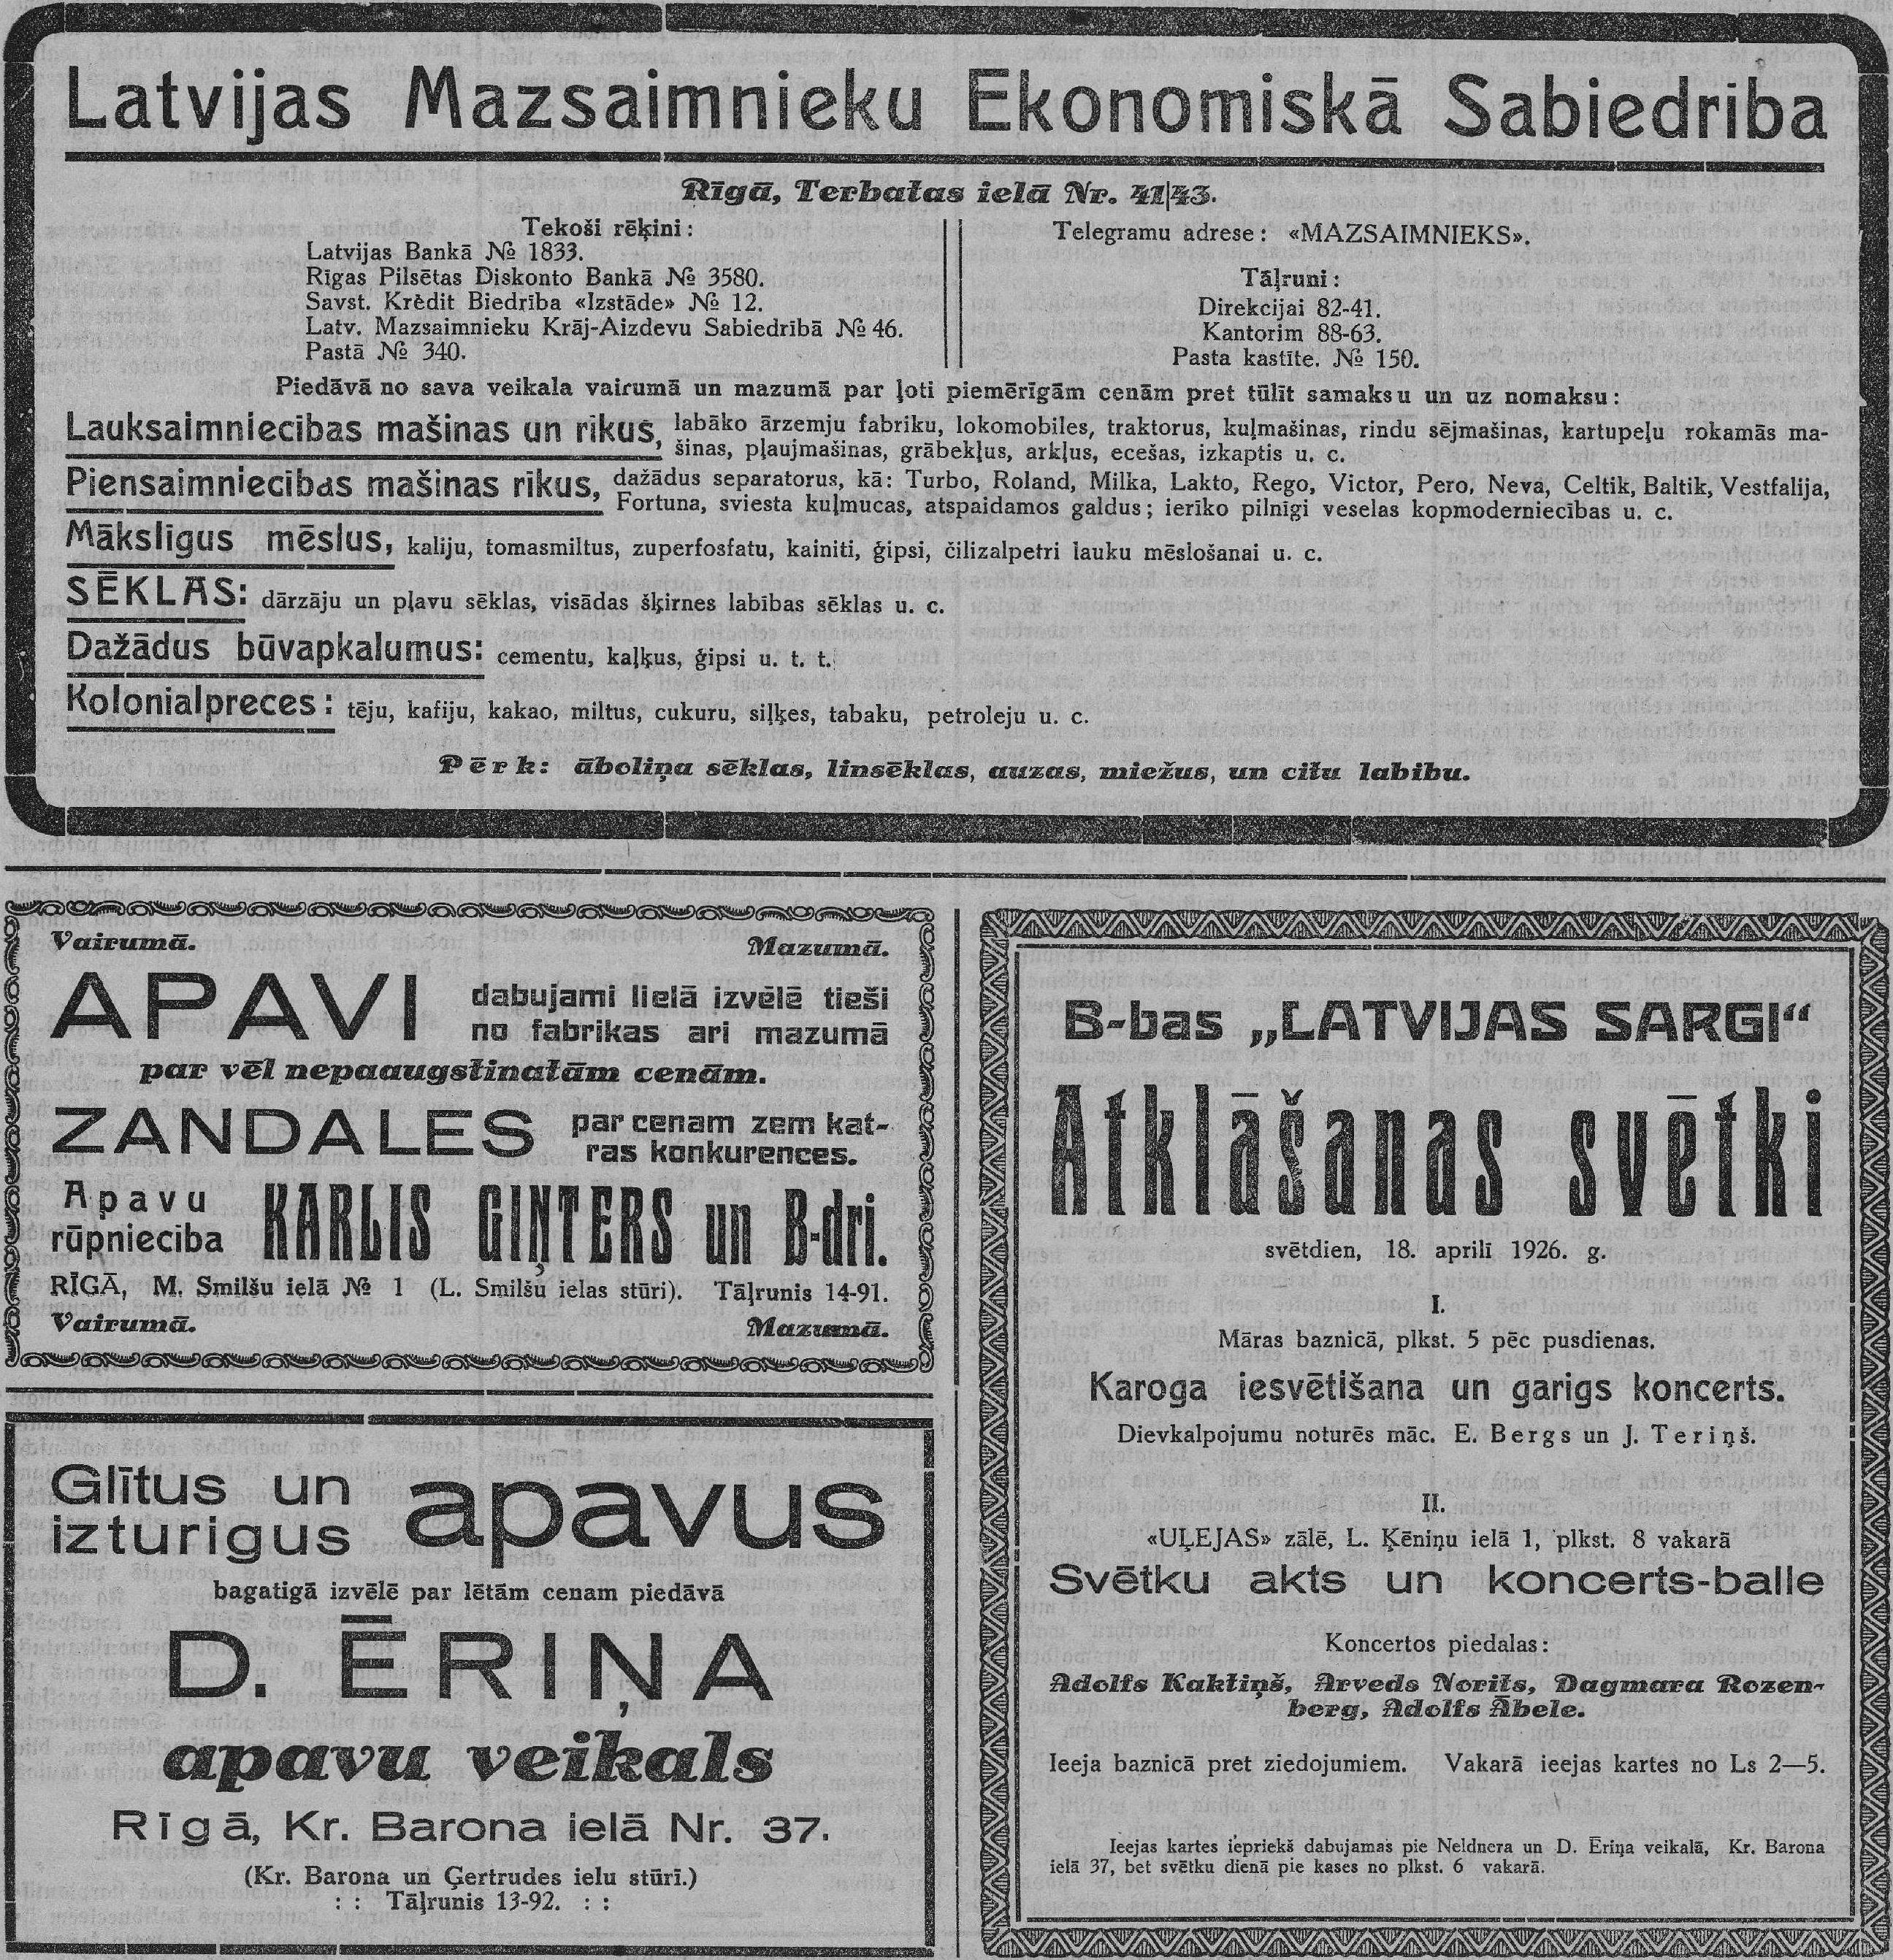 Latvijas Mazsaimnieku Ekonomiskā Sabiedriba
Rīgā, Terbatas ielā Nr. 41|43.
Tekoši rēķini:
Latvijas Bankā № 1833.
Rīgas Pilsētas Diskonto Bankā № 3580.
Savst. Krèdit Biedrība «Izstāde» № 12.
Latv. Mazsaimnieku Krāj-Aizdevu Sabiedrībā № 46.
Pastā № 340.
Telegramu adrese: «MAZSAIMNIEKS».
Tāļruni:
Direkcijai 82-41.
Kantorim 88-63.
Pasta kastīte. № 150.
Piedāvā no sava veikala vairumā un mazumā par ļoti piemērīgām cenām pret tūlīt samaksu un uz nomaksu:
Lauksaimniecības mašinas un rikus, labāko ārzemju fabriku, lokomobiles, traktorus, kuļmašinas, rindu sējmašinas, kartupeļu rokamās ma-
šinas, pļaujmašinas, grābekļus, arkļus, ecešas, izkaptis u. c.
Piensaimniecības mašinas rīkus, dažādus separatorus, kā: Turbo, Roland, Milka, Lakto, Rego, Victor, Pero, Neva, Celtik, Baltik, Vestfalija,
Fortuna, sviesta kuļmucas, atspaidamos galdus; ieriko pilnīgi veselas kopmoderniecības u. c.
Mākslīgus mēslus, kaliju, tomasmiltus, zuperfosfatu, kainiti, ģipsi, čilizalpetri lauku mēslošanai u. c.
SĒKLAS: dārzāju un pļavu sēklas, visādas šķirnes labības sēklas u. c.
Dažādus būvapkalumus: cementu, kaļķus, ģipsi u. t. t.
Kolonialpreces: tēju, kafiju, kakao, miltus, cukuru, siļķes, tabaku, petroleju u. c.
Pērk: āboliņa sēklas, linsēklas, auzas, miežus, un citu labibu.
Vairumā. Mazumā.
APAVI dabujami lielā izvēlē tieši
no fabrikas ari mazumā
par vēl nepaaugstinatām cenām.
ZANDALES par cenam zem kat-
ras konkurences.
Apavu
rūpniecība KARLIS GIŅTERS un B-dri.
RĪGĀ, M. Smilšu ielā № 1 (L. Smilšu ielas stūri). Tāļrunis 14-91.
Vairumā. Mazumā.
Glītus un
izturigus apavus
bagatigā izvēlē par lētām cenam piedāvā
D. ĒRIŅA
apavu veikals
Rīgā, Kr. Barona ielā Nr. 37.
(Kr. Barona un Ģertrudes ielu stūrī.)
: : Tāļrunis 13-92. : :
B-bas „LATVIJAS SARGI“
Atklāšanas svētki
svētdien, 18. aprilī 1926. g.
I.
Māras baznicā, plkst. 5 pēc pusdienas.
Karoga iesvētišana un garigs koncerts.
Dievkalpojumu noturēs māc. E. Bergs un J. Teriņš.
II.
«UĻEJAS» zālē, L. Ķēniņu ielā 1, plkst. 8 vakarā
Svētku akts un koncerts-balle
Koncertos piedalas:
Adolfs Kaktiņš, Arveds Norits, Dagmara Rozen-
berg, Adolfs Ābele.
Ieeja baznicā pret ziedojumiem. Vakarā ieejas kartes no Ls 2—5.
Ieejas kartes iepriekš dabujamas pie Neldnera un D. Ēriņa veikalā, Kr. Barona
ielā 37, bet svētku dienā pie kases no plkst. 6 vakarā.